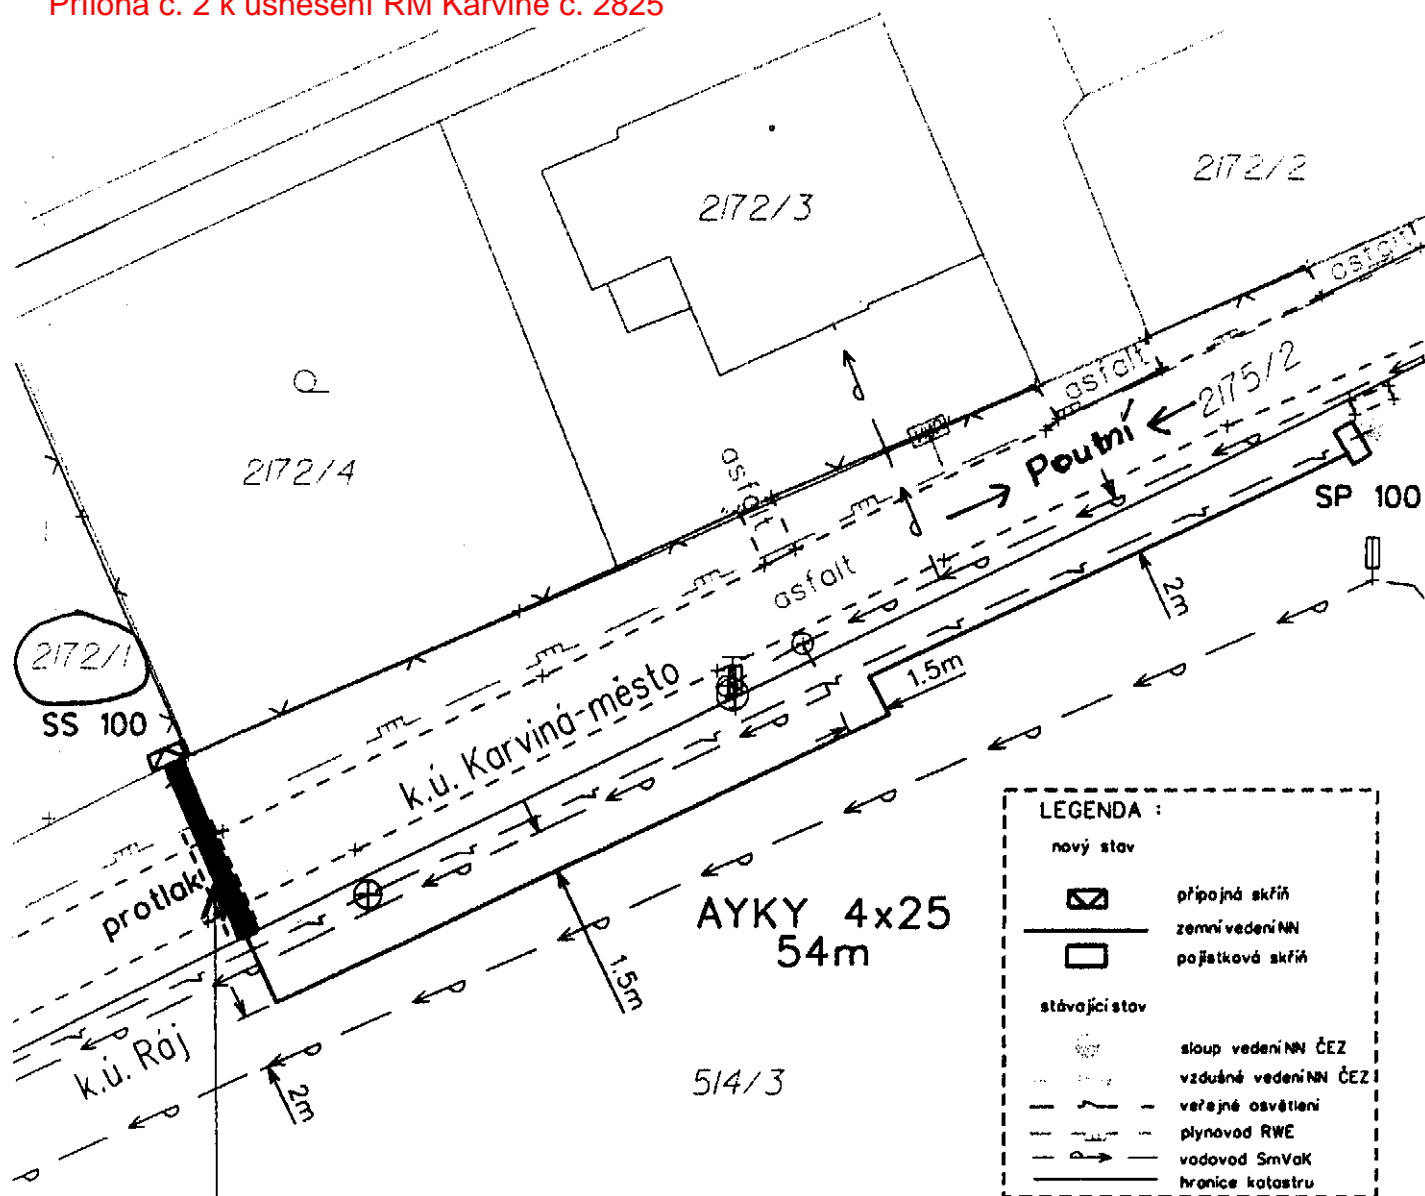 Příloha č. 2 k usnesení RM Karviné č. 2825
2172/2
2172/3
asfalt
asfalt
2175/2
2172/4
asfalt
Poutní
SP 100
asfalt
2m
2172/1
1.5m
SS 100
k.ú. Karviná-město
protlak
AYKY 4x25
54m
1.5m
k.ú. Ráj
2m
514/3
LEGENDA :
nový stav
přípojná skříň
zemní vedení NN
pojistková skříň
stávající stav
sloup vedení NN ČEZ
vzdušné vedení NN ČEZ
veřejné osvětlení
plynovod RWE
vodovod SmVaK
hranice katastru